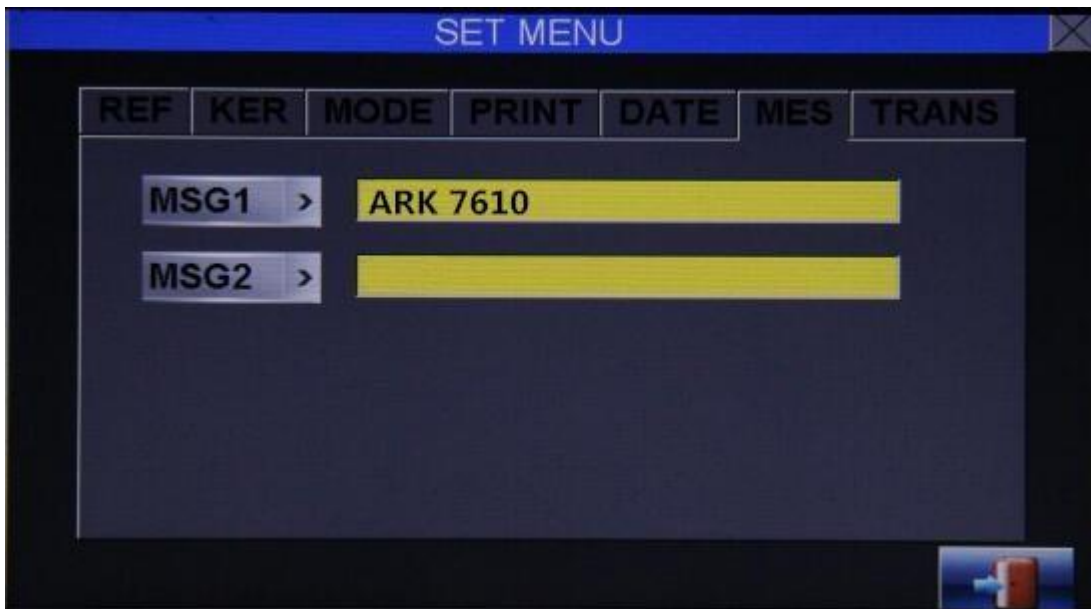 SET MENU
REF KER MODE PRINT DATE MES TRANS
MSG1 > ARK 7610
MSG2 >